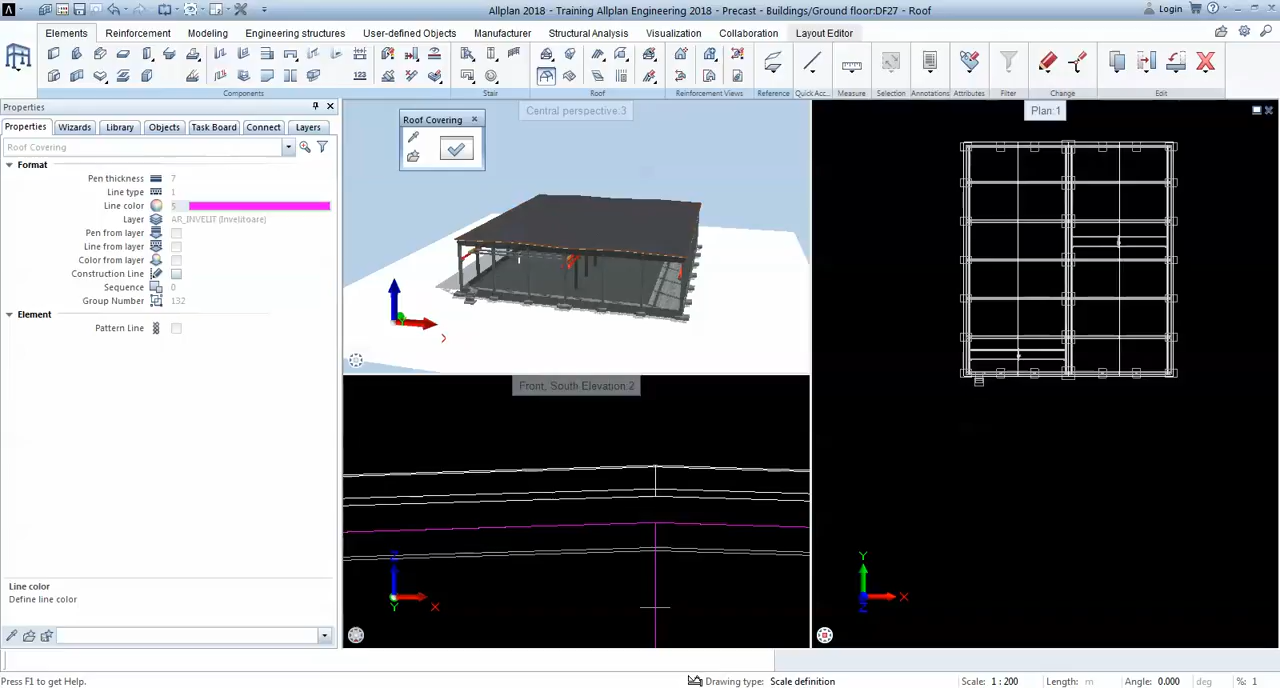 Allplan 2018 - Training Allplan Engineering 2018 - Precast - Buildings/Ground floor:DF27 - Roof
Login
Elements
Reinforcement
Modeling
Engineering structures
User-defined Objects
Manufacturer
Structural Analysis
Visualization
Collaboration
Layout Editor
Components
Stair
Roof
Reinforcement Views
Reference
Quick Acc...
Measure
Selection
Annotations
Attributes
Filter
Change
Edit
Properties
Properties
Wizards
Library
Objects
Task Board
Connect
Layers
Roof Covering
Format
Pen thickness 7
Line type 1
Line color 5
Layer AR_INVELIT (Invelitoare)
Pen from layer
Line from layer
Color from layer
Construction Line
Sequence 0
Group Number 132
Element
Pattern Line
Line color
Define line color
Roof Covering
Central perspective:3
X
Front, South Elevation:2
Z
Y
X
Plan:1
Y
X
Z
Press F1 to get Help.
Drawing type: Scale definition
Scale: 1 : 200
Length: m
Angle: 0.000 deg
%: 1